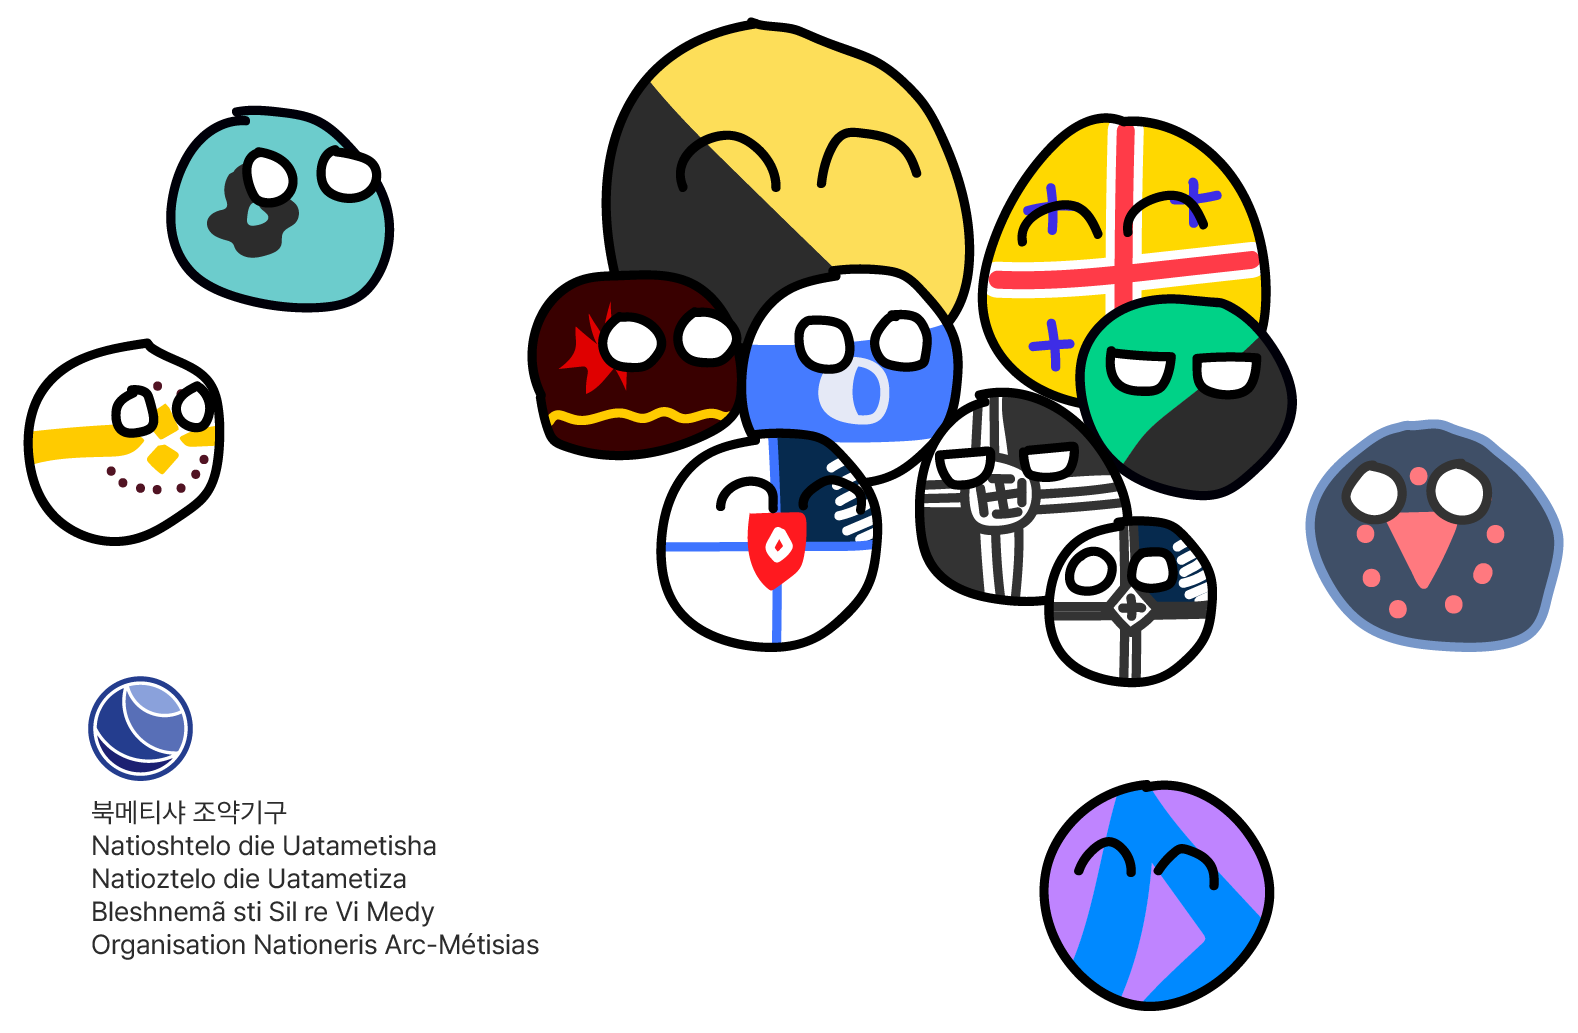 북메티샤 조약기구
Natioshtelo die Uatametisha
Natioztelo die Uatametiza
Bleshnemã sti Sil re Vi Medy
Organisation Nationeris Arc-Métisias